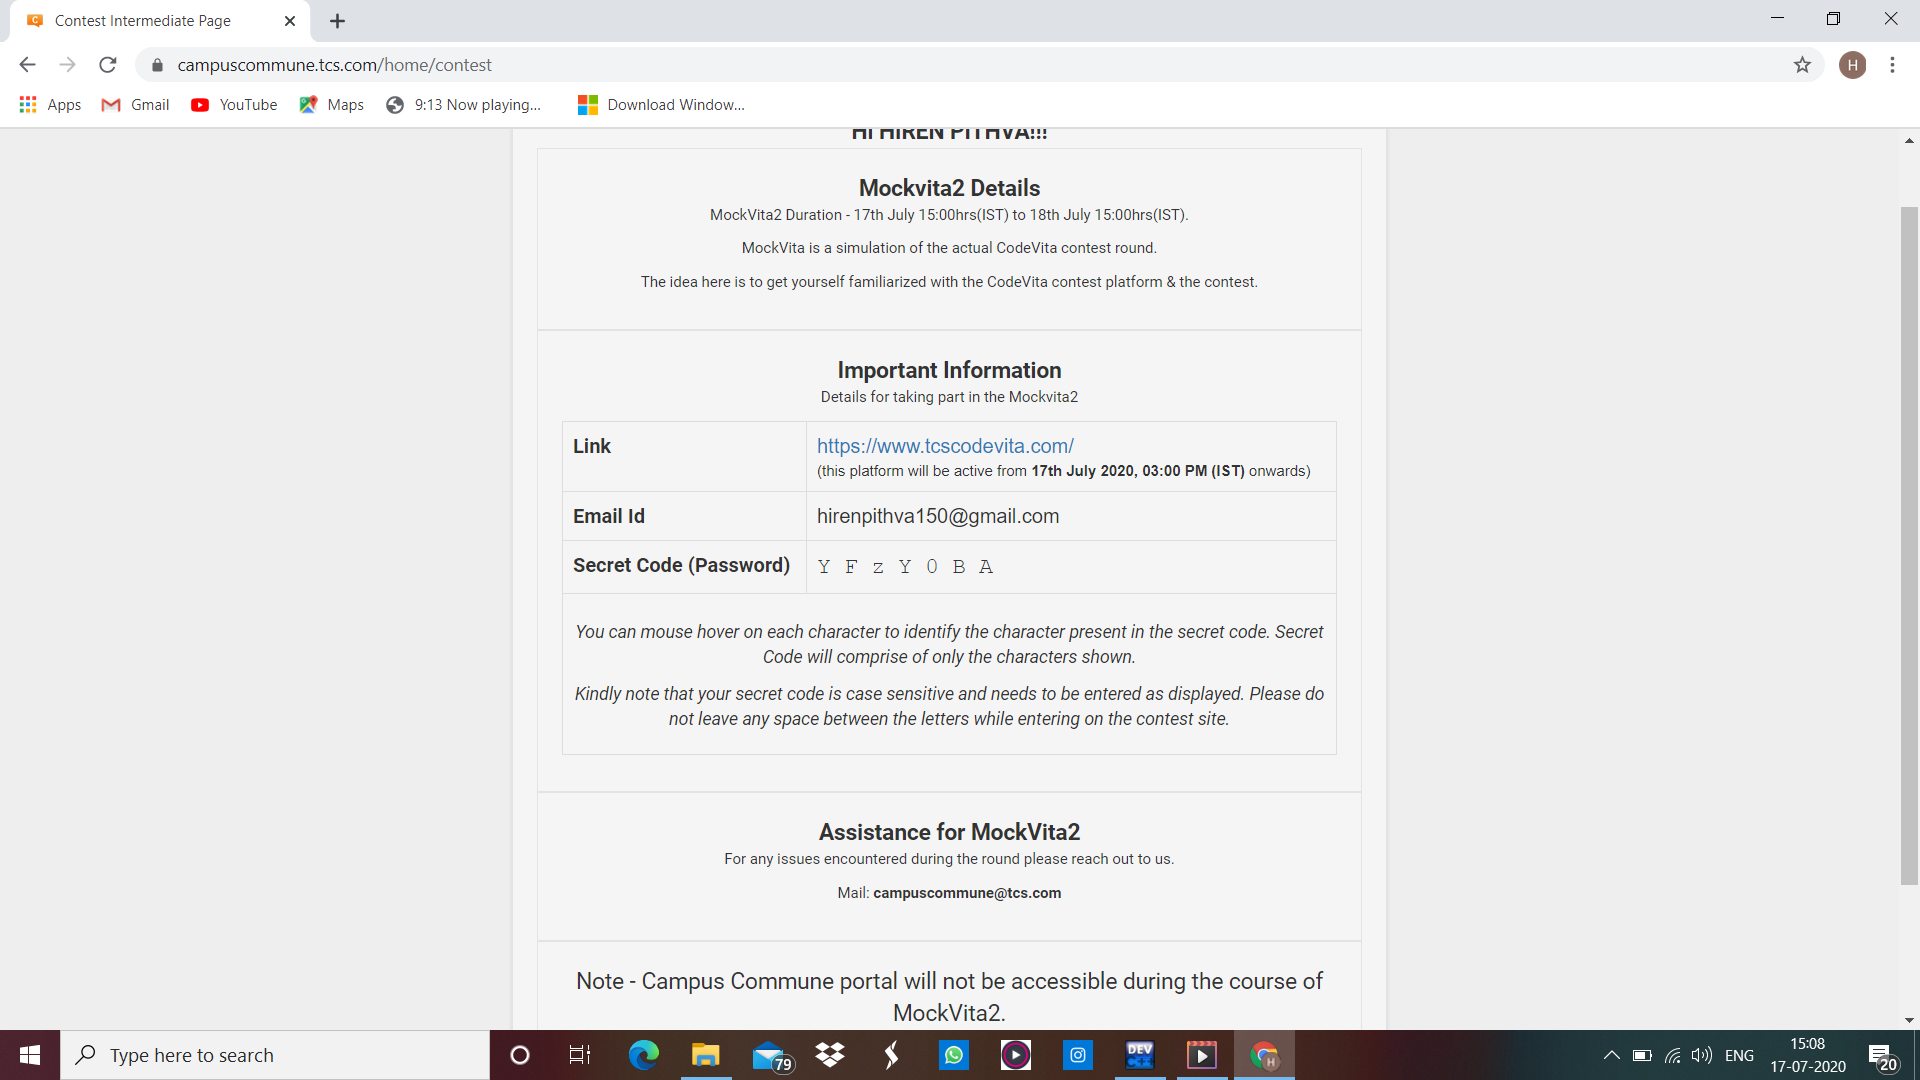 Contest Intermediate Page
campuscommune.tcs.com/home/contest
H
Apps
Gmail
YouTube
Maps
9:13 Now playing...
Download Window...
HI HIREN PITHVA!!!
Mockvita2 Details
MockVita2 Duration - 17th July 15:00hrs(IST) to 18th July 15:00hrs(IST).
MockVita is a simulation of the actual CodeVita contest round.
The idea here is to get yourself familiarized with the CodeVita contest platform & the contest.
Important Information
Details for taking part in the Mockvita2
Link
https://www.tcscodevita.com/
(this platform will be active from 17th July 2020, 03:00 PM (IST) onwards)
Email Id
hirenpithva150@gmail.com
Secret Code (Password)
Y F z Y 0 B A
You can mouse hover on each character to identify the character present in the secret code. Secret
Code will comprise of only the characters shown.
Kindly note that your secret code is case sensitive and needs to be entered as displayed. Please do
not leave any space between the letters while entering on the contest site.
Assistance for MockVita2
For any issues encountered during the round please reach out to us.
Mail: campuscommune@tcs.com
Note - Campus Commune portal will not be accessible during the course of
MockVita2.
Type here to search
79
DEV
C++
H
ENG
15:08
17-07-2020
20